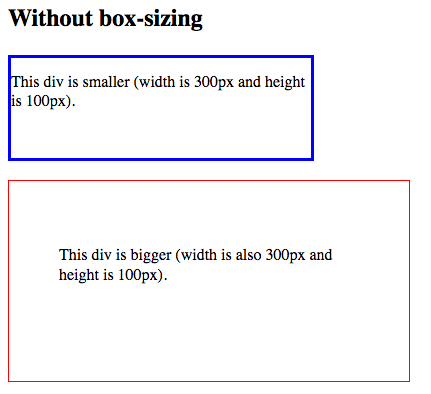 Without box-sizing
This div is smaller (width is 300px and height
is 100px).
This div is bigger (width is also 300px and
height is 100px).